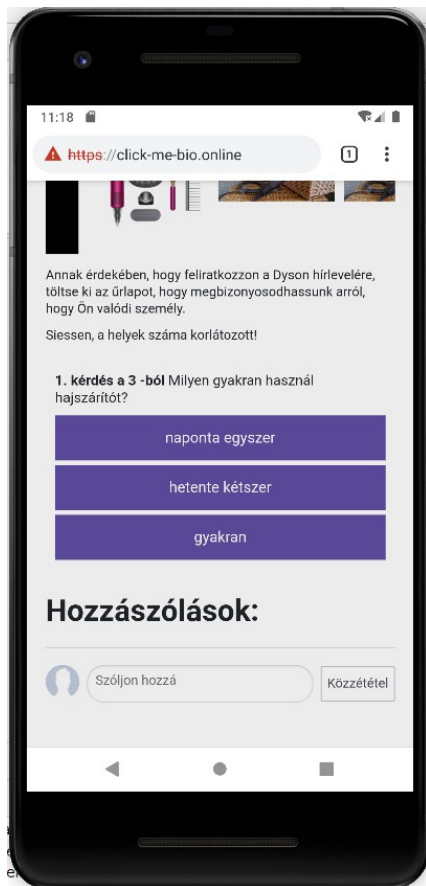 11:18
https://click-me-bio.online
1
Annak érdekében, hogy feliratkozzon a Dyson hírlevelére,
töltse ki az űrlapot, hogy megbizonyosodhassunk arról,
hogy Ön valódi személy.
Siessen, a helyek száma korlátozott!
1. kérdés a 3 -ból Milyen gyakran használ
hajszárítót?
naponta egyszer
hetente kétszer
gyakran
Hozzászólások:
Szóljon hozzá
Közzététel